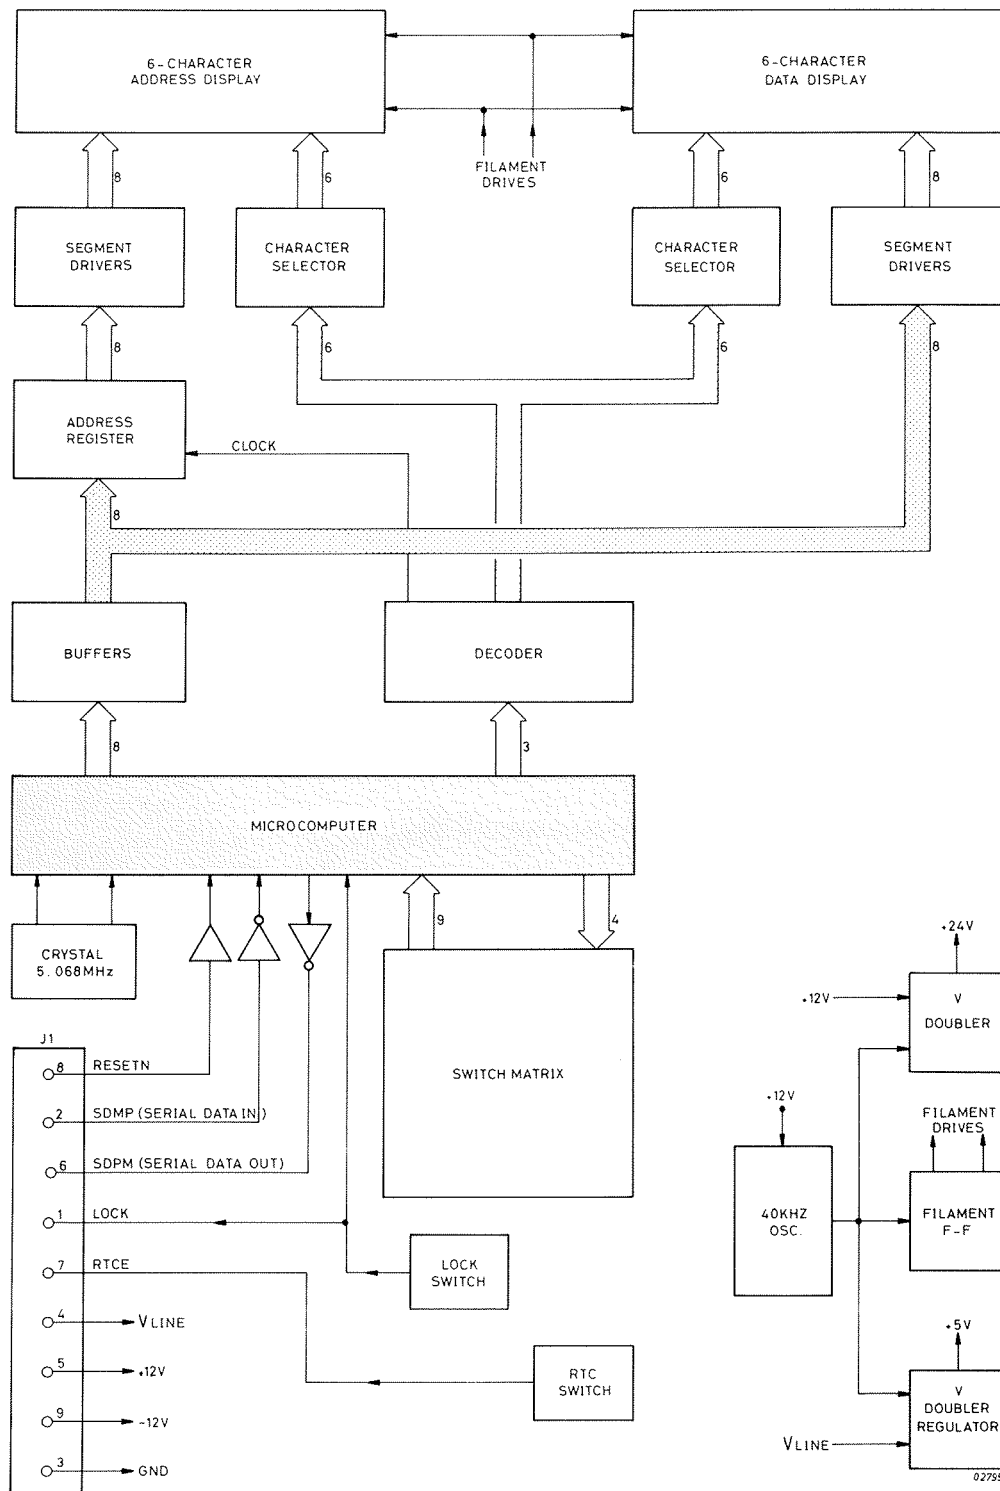 6-CHARACTER
ADDRESS DISPLAY
6-CHARACTER
DATA DISPLAY
FILAMENT
DRIVES
8
6
6
8
SEGMENT
DRIVERS
CHARACTER
SELECTOR
CHARACTER
SELECTOR
SEGMENT
DRIVERS
8
6
6
8
ADDRESS
REGISTER
CLOCK
8
BUFFERS
DECODER
8
3
MICROCOMPUTER
9
4
CRYSTAL
5.068MHz
SWITCH MATRIX
J1
8 RESETN
2 SDMP (SERIAL DATA IN)
6 SDPM (SERIAL DATA OUT)
1 LOCK
7 RTCE
4 VLINE
5 +12V
9 -12V
3 GND
LOCK
SWITCH
RTC
SWITCH
+24V
+12V
V
DOUBLER
+12V
FILAMENT
DRIVES
40KHZ
OSC.
FILAMENT
F-F
+5V
V
DOUBLER
REGULATOR
VLINE
02795